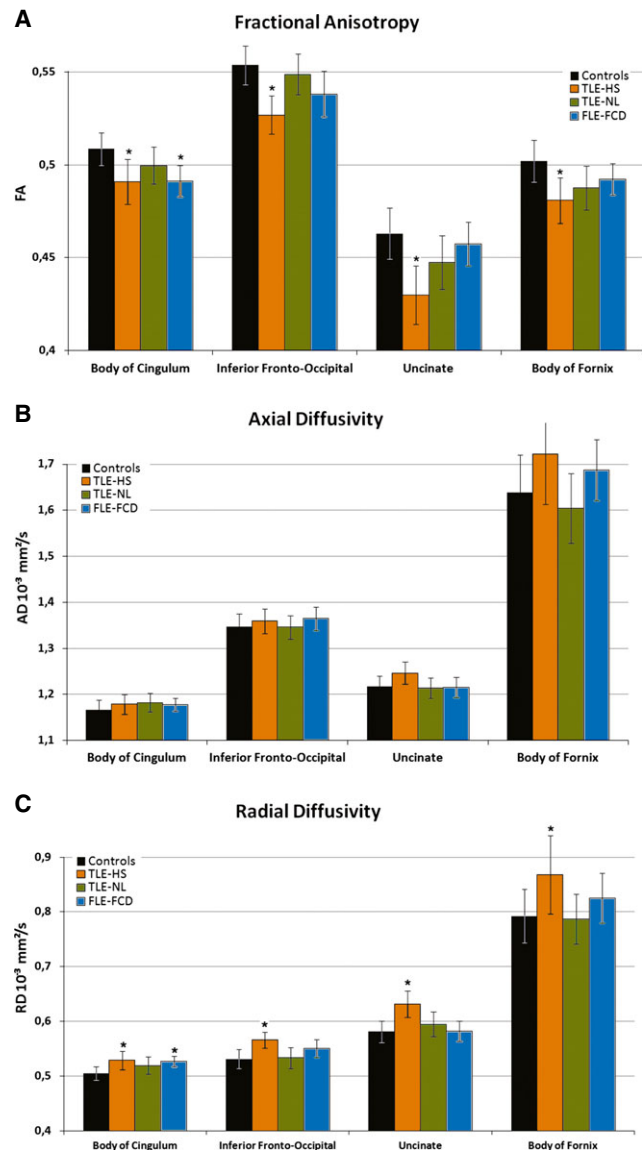 A
Fractional Anisotropy
Controls
TLE-HS
TLE-NL
FLE-FCD
FA
0,55
0,5
0,45
0,4
*
*
*
*
*
Body of Cingulum
Inferior Fronto-Occipital
Uncinate
Body of Fornix
B
Axial Diffusivity
Controls
TLE-HS
TLE-NL
FLE-FCD
AD10⁻³ mm²/s
1,7
1,6
1,5
1,4
1,3
1,2
1,1
Body of Cingulum
Inferior Fronto-Occipital
Uncinate
Body of Fornix
C
Radial Diffusivity
Controls
TLE-HS
TLE-NL
FLE-FCD
RD10⁻³ mm²/s
0,9
0,8
0,7
0,6
0,5
0,4
*
*
*
*
*
Body of Cingulum
Inferior Fronto-Occipital
Uncinate
Body of Fornix